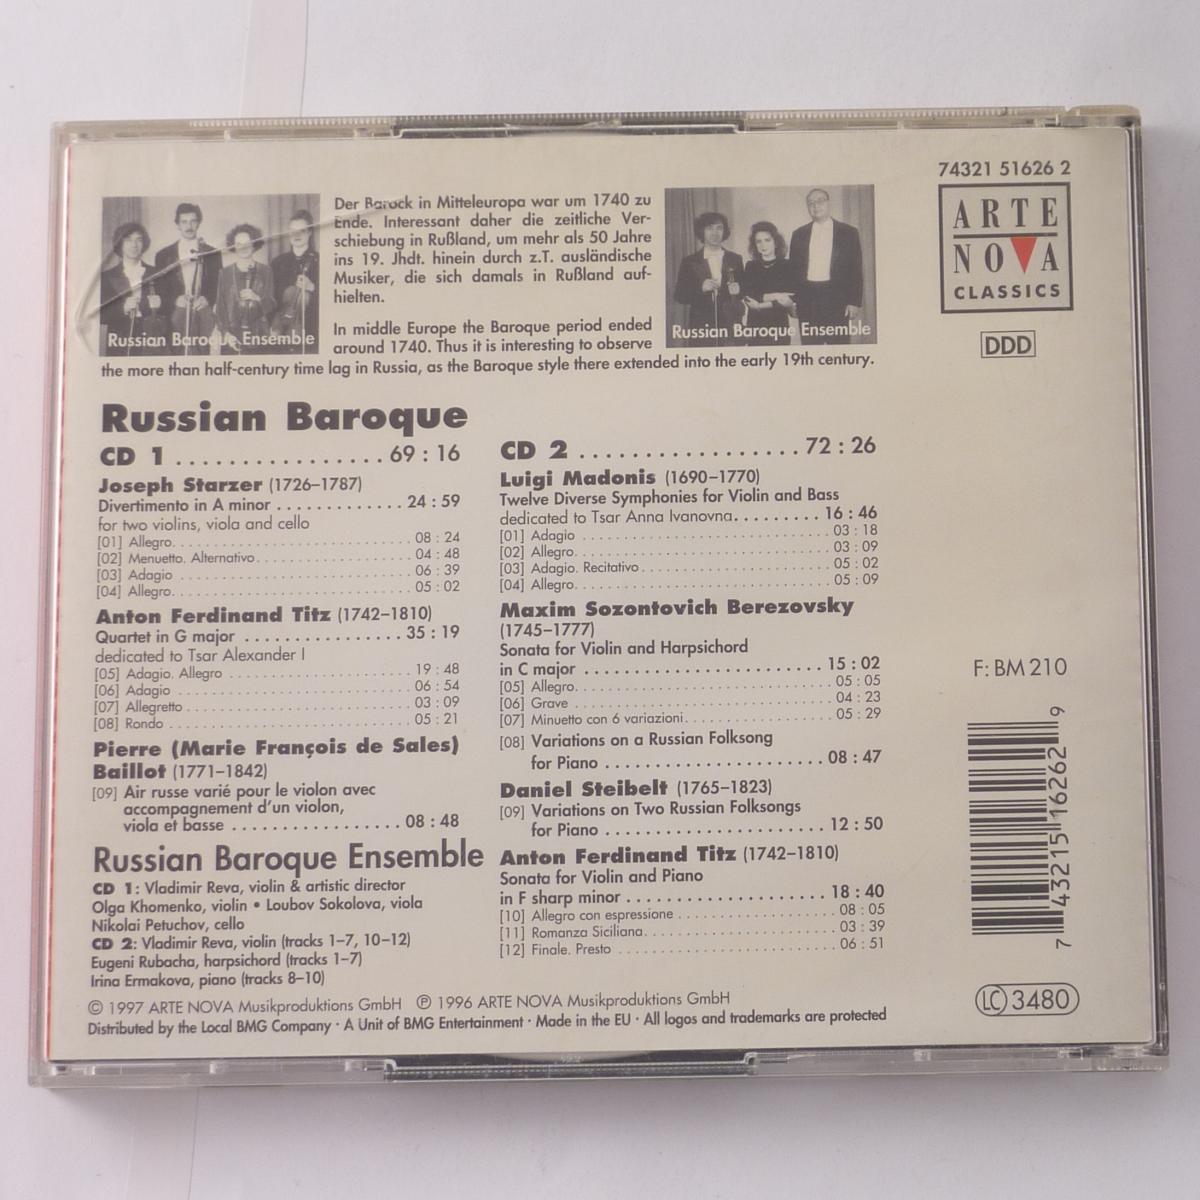 74321 51626 2
ARTE
NOVA
CLASSICS
DDD
Der Barock in Mitteleuropa war um 1740 zu
Ende. Interessant daher die zeitliche Ver-
schiebung in Rußland, um mehr als 50 Jahre
ins 19. Jhdt. hinein durch z.T. ausländische
Musiker, die sich damals in Rußland auf-
hielten.
Russian Baroque Ensemble
Russian Baroque Ensemble
In middle Europe the Baroque period ended
around 1740. Thus it is interesting to observe
the more than half-century time lag in Russia, as the Baroque style there extended into the early 19th century.
Russian Baroque
CD 1 ................ 69 : 16
Joseph Starzer (1726–1787)
Divertimento in A minor ............. 24 : 59
for two violins, viola and cello
[01] Allegro. ............................ 08 : 24
[02] Menuetto. Alternativo .................. 04 : 48
[03] Adagio ............................ 06 : 39
[04] Allegro. ............................ 05 : 02
Anton Ferdinand Titz (1742–1810)
Quartet in G major ................ 35 : 19
dedicated to Tsar Alexander I
[05] Adagio. Allegro ...................... 19 : 48
[06] Adagio ............................ 06 : 54
[07] Allegretto .......................... 03 : 09
[08] Rondo ............................ 05 : 21
Pierre (Marie François de Sales)
Baillot (1771–1842)
[09] Air russe varié pour le violon avec
accompagnement d'un violon,
viola et basse ................. 08 : 48
Russian Baroque Ensemble
CD 1: Vladimir Reva, violin & artistic director
Olga Khomenko, violin • Loubov Sokolova, viola
Nikolai Petuchov, cello
CD 2: Vladimir Reva, violin (tracks 1–7, 10–12)
Eugeni Rubacha, harpsichord (tracks 1–7)
Irina Ermakova, piano (tracks 8–10)
CD 2 ................. 72 : 26
Luigi Madonis (1690–1770)
Twelve Diverse Symphonies for Violin and Bass
dedicated to Tsar Anna Ivanovna......... 16 : 46
[01] Adagio ............................ 03 : 18
[02] Allegro. ............................ 03 : 09
[03] Adagio. Recitativo ..................... 05 : 02
[04] Allegro. ............................ 05 : 09
Maxim Sozontovich Berezovsky
(1745–1777)
Sonata for Violin and Harpsichord
in C major ....................... 15 : 02
[05] Allegro. ............................ 05 : 05
[06] Grave ............................ 04 : 23
[07] Minuetto con 6 variazioni. ................ 05 : 29
[08] Variations on a Russian Folksong
for Piano ..................... 08 : 47
Daniel Steibelt (1765–1823)
[09] Variations on Two Russian Folksongs
for Piano ..................... 12 : 50
Anton Ferdinand Titz (1742–1810)
Sonata for Violin and Piano
in F sharp minor .................. 18 : 40
[10] Allegro con espressione ................. 08 : 05
[11] Romanza Siciliana. .................... 03 : 39
[12] Finale. Presto ........................ 06 : 51
F: BM 210
7 43215 16262 9
LC 3480
© 1997 ARTE NOVA Musikproduktions GmbH ℗ 1996 ARTE NOVA Musikproduktions GmbH
Distributed by the Local BMG Company · A Unit of BMG Entertainment · Made in the EU · All logos and trademarks are protected